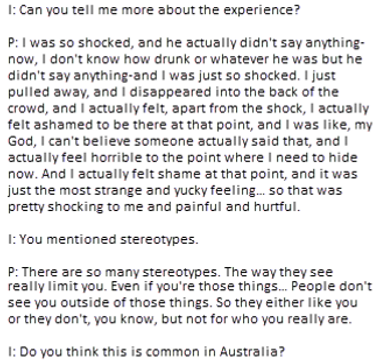 I: Can you tell me more about the experience?
P: I was so shocked, and he actually didn't say anything-
now, I don't know how drunk or whatever he was but he
didn't say anything-and I was just so shocked. I just
pulled away, and I disappeared into the back of the
crowd, and I actually felt, apart from the shock, I actually
felt ashamed to be there at that point, and I was like, my
God, I can't believe someone actually said that, and I
actually feel horrible to the point where I need to hide
now. And I actually felt shame at that point, and it was
just the most strange and yucky feeling... so that was
pretty shocking to me and painful and hurtful.
I: You mentioned stereotypes.
P: There are so many stereotypes. The way they see
really limit you. Even if you're those things... People don't
see you outside of those things. So they either like you
or they don't, you know, but not for who you really are.
I: Do you think this is common in Australia?